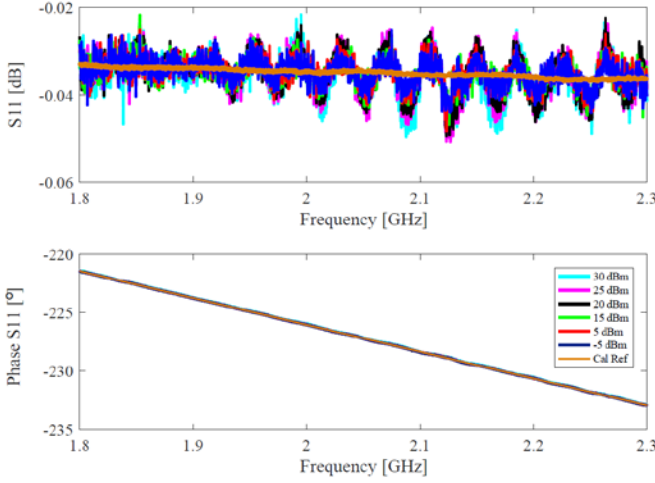 -0.02
-0.04
-0.06
S11 [dB]
1.8 1.9 2 2.1 2.2 2.3
Frequency [GHz]
-220
-225
-230
-235
Phase S11 [º]
30 dBm
25 dBm
20 dBm
15 dBm
5 dBm
-5 dBm
Cal Ref
1.8 1.9 2 2.1 2.2 2.3
Frequency [GHz]